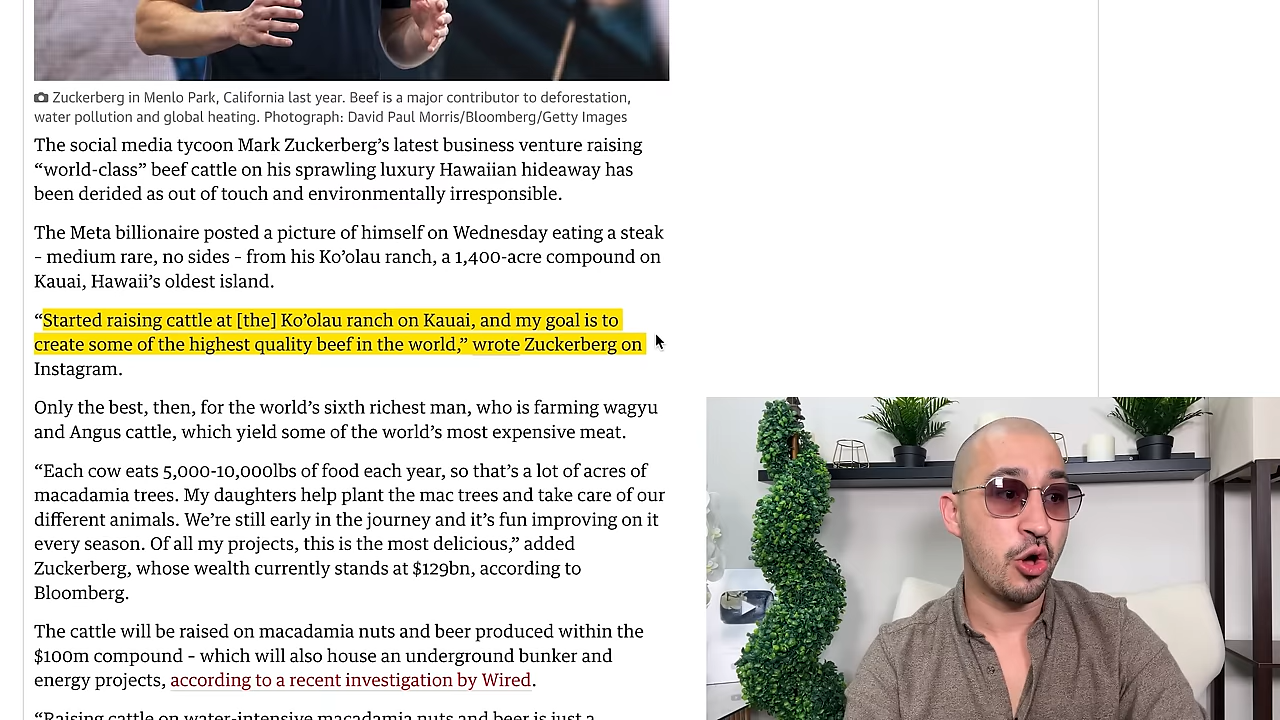 Zuckerberg in Menlo Park, California last year. Beef is a major contributor to deforestation,
water pollution and global heating. Photograph: David Paul Morris/Bloomberg/Getty Images
The social media tycoon Mark Zuckerberg’s latest business venture raising
“world-class” beef cattle on his sprawling luxury Hawaiian hideaway has
been derided as out of touch and environmentally irresponsible.
The Meta billionaire posted a picture of himself on Wednesday eating a steak
– medium rare, no sides – from his Ko’olau ranch, a 1,400-acre compound on
Kauai, Hawaii’s oldest island.
“Started raising cattle at [the] Ko’olau ranch on Kauai, and my goal is to
create some of the highest quality beef in the world,” wrote Zuckerberg on
Instagram.
Only the best, then, for the world’s sixth richest man, who is farming wagyu
and Angus cattle, which yield some of the world’s most expensive meat.
“Each cow eats 5,000-10,000lbs of food each year, so that’s a lot of acres of
macadamia trees. My daughters help plant the mac trees and take care of our
different animals. We’re still early in the journey and it’s fun improving on it
every season. Of all my projects, this is the most delicious,” added
Zuckerberg, whose wealth currently stands at $129bn, according to
Bloomberg.
The cattle will be raised on macadamia nuts and beer produced within the
$100m compound – which will also house an underground bunker and
energy projects, according to a recent investigation by Wired.
“Raising cattle on water-intensive macadamia nuts and beer is just a